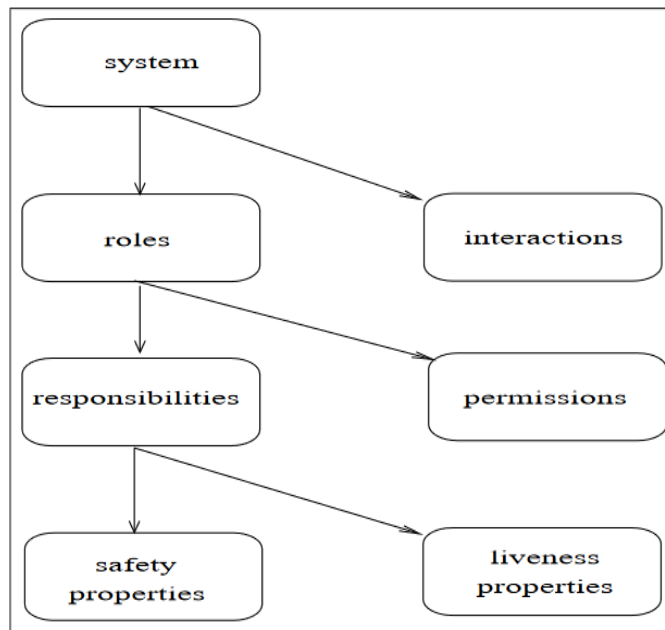 system
roles
interactions
responsibilities
permissions
safety
properties
liveness
properties